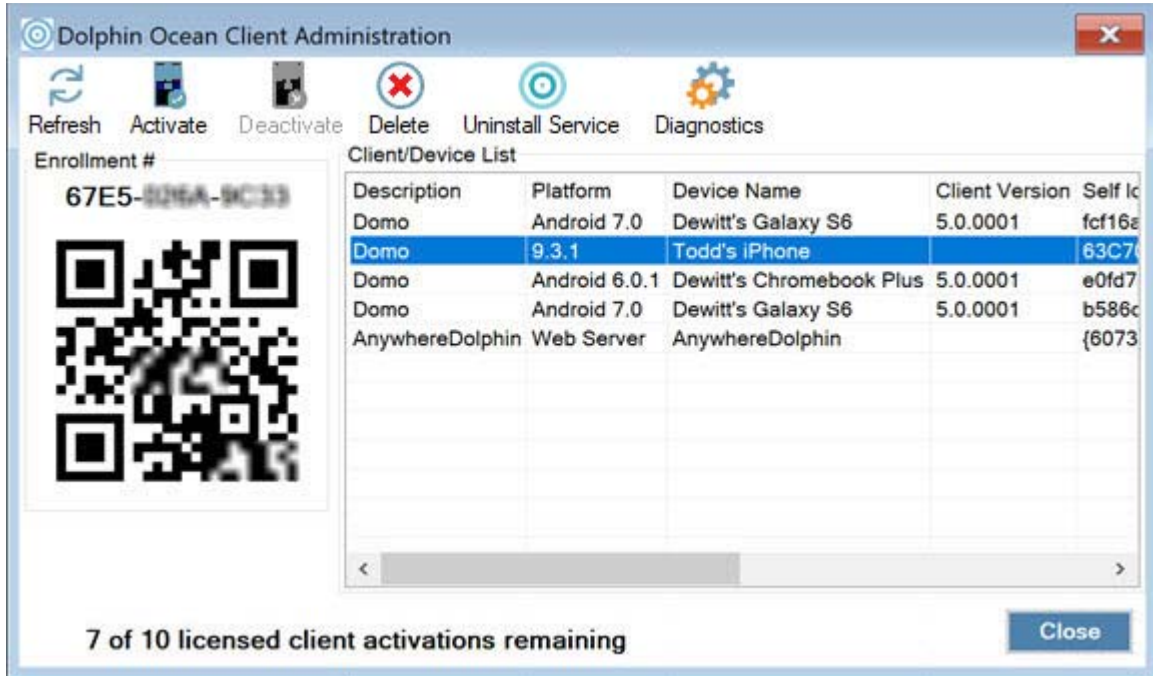 Dolphin Ocean Client Administration
Refresh Activate Deactivate Delete Uninstall Service Diagnostics
Enrollment #
67E5-
Client/Device List
Description Platform Device Name Client Version Self Id
Domo Android 7.0 Dewitt's Galaxy S6 5.0.0001 fcf16a
Domo 9.3.1 Todd's iPhone 63C70
Domo Android 6.0.1 Dewitt's Chromebook Plus 5.0.0001 e0fd7
Domo Android 7.0 Dewitt's Galaxy S6 5.0.0001 b586c
AnywhereDolphin Web Server AnywhereDolphin {6073
7 of 10 licensed client activations remaining
Close